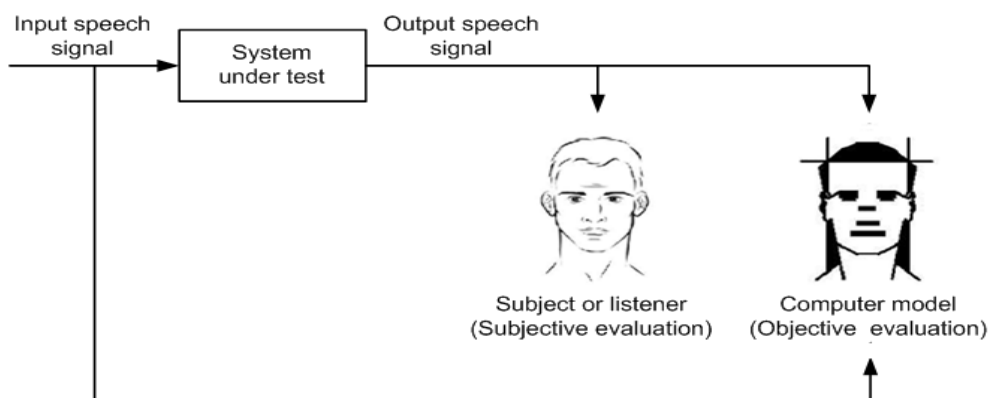 Input speech
signal
System
under test
Output speech
signal
Subject or listener
(Subjective evaluation)
Computer model
(Objective evaluation)